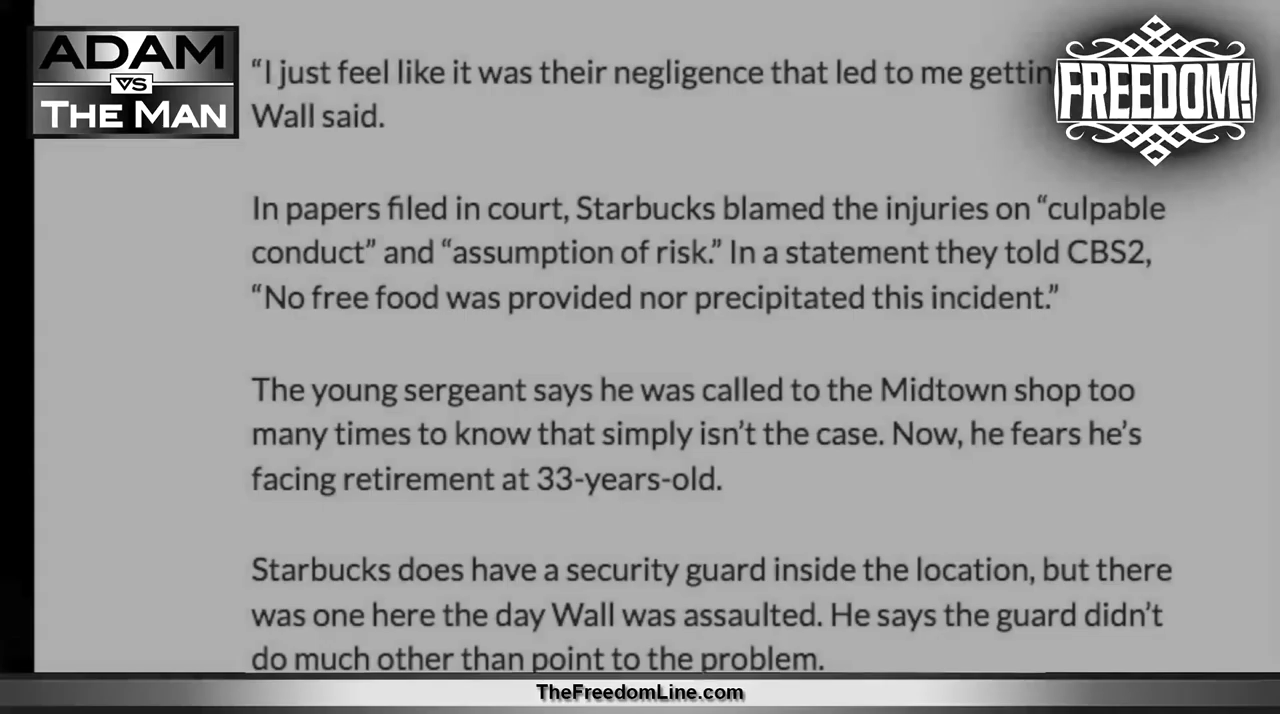 ADAM
VS
THE MAN
FREEDOM!
“I just feel like it was their negligence that led to me
Wall said.
In papers filed in court, Starbucks blamed the injuries on “culpable
conduct” and “assumption of risk.” In a statement they told CBS2,
“No free food was provided nor precipitated this incident.”
The young sergeant says he was called to the Midtown shop too
many times to know that simply isn’t the case. Now, he fears he’s
facing retirement at 33-years-old.
Starbucks does have a security guard inside the location, but there
was one here the day Wall was assaulted. He says the guard didn’t
do much other than point to the problem.
TheFreedomLine.com